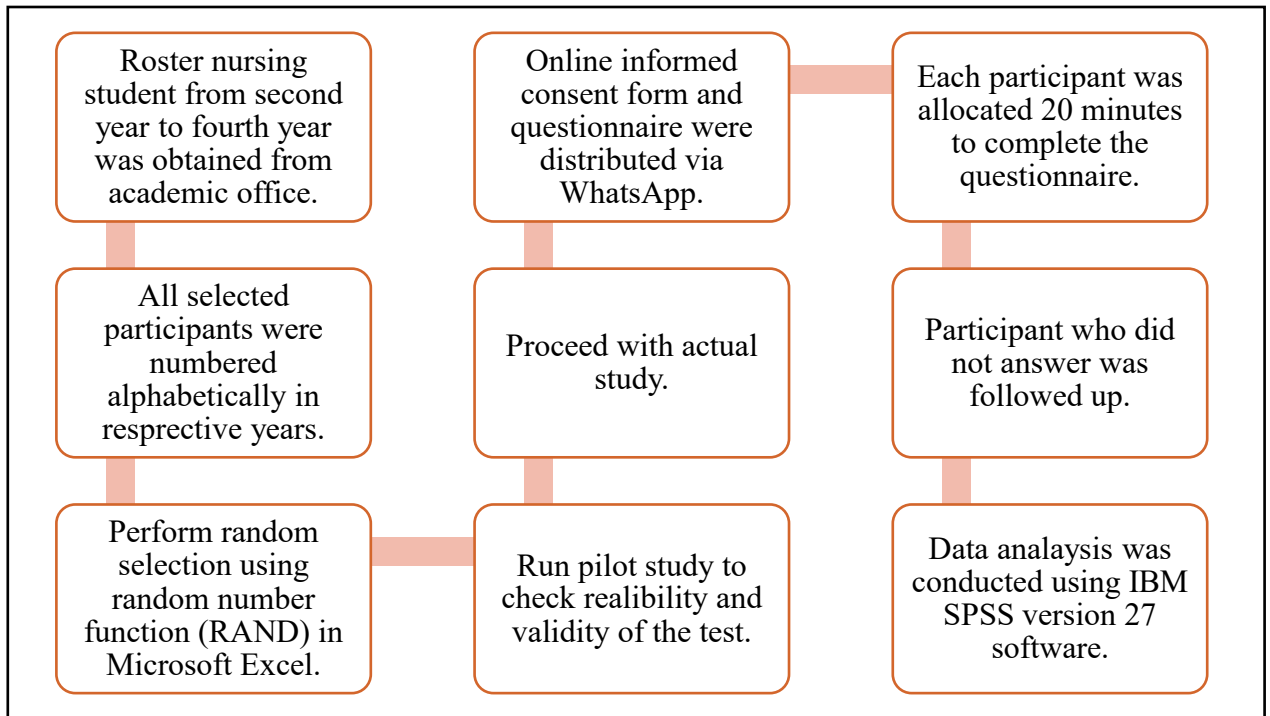 Roster nursing
student from second
year to fourth year
was obtained from
academic office.
All selected
participants were
numbered
alphabetically in
resprective years.
Perform random
selection using
random number
function (RAND) in
Microsoft Excel.
Run pilot study to
check realibility and
validity of the test.
Proceed with actual
study.
Online informed
consent form and
questionnaire were
distributed via
WhatsApp.
Each participant was
allocated 20 minutes
to complete the
questionnaire.
Participant who did
not answer was
followed up.
Data analaysis was
conducted using IBM
SPSS version 27
software.